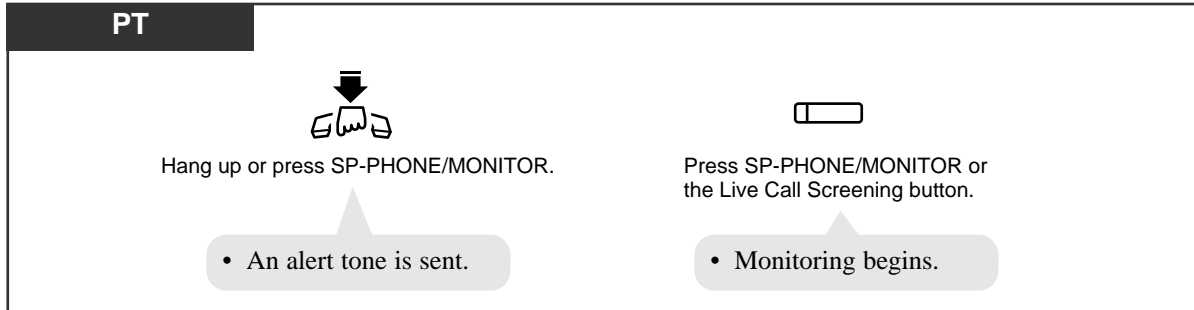 PT
Hang up or press SP-PHONE/MONITOR.
Press SP-PHONE/MONITOR or
the Live Call Screening button.
• An alert tone is sent.
• Monitoring begins.